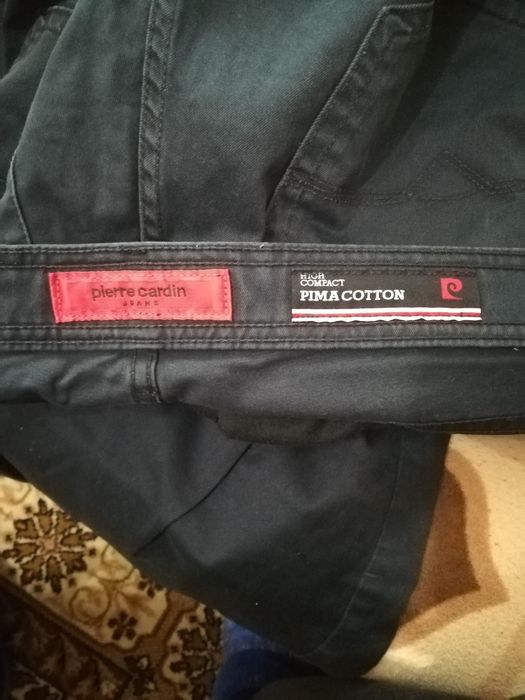 pierre cardin
JEANS
HIGH
COMPACT
PIMA COTTON